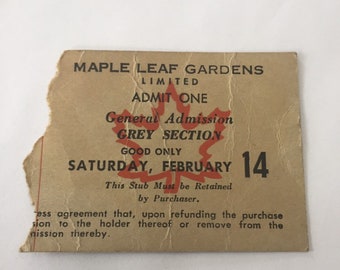 MAPLE LEAF GARDENS
LIMITED
ADMIT ONE
General Admission
GREY SECTION
GOOD ONLY
SATURDAY, FEBRUARY 14
This Stub Must be Retained
by Purchaser.
ess agreement that, upon refunding the purchase
sion to the holder thereof or remove from the
mission thereby.